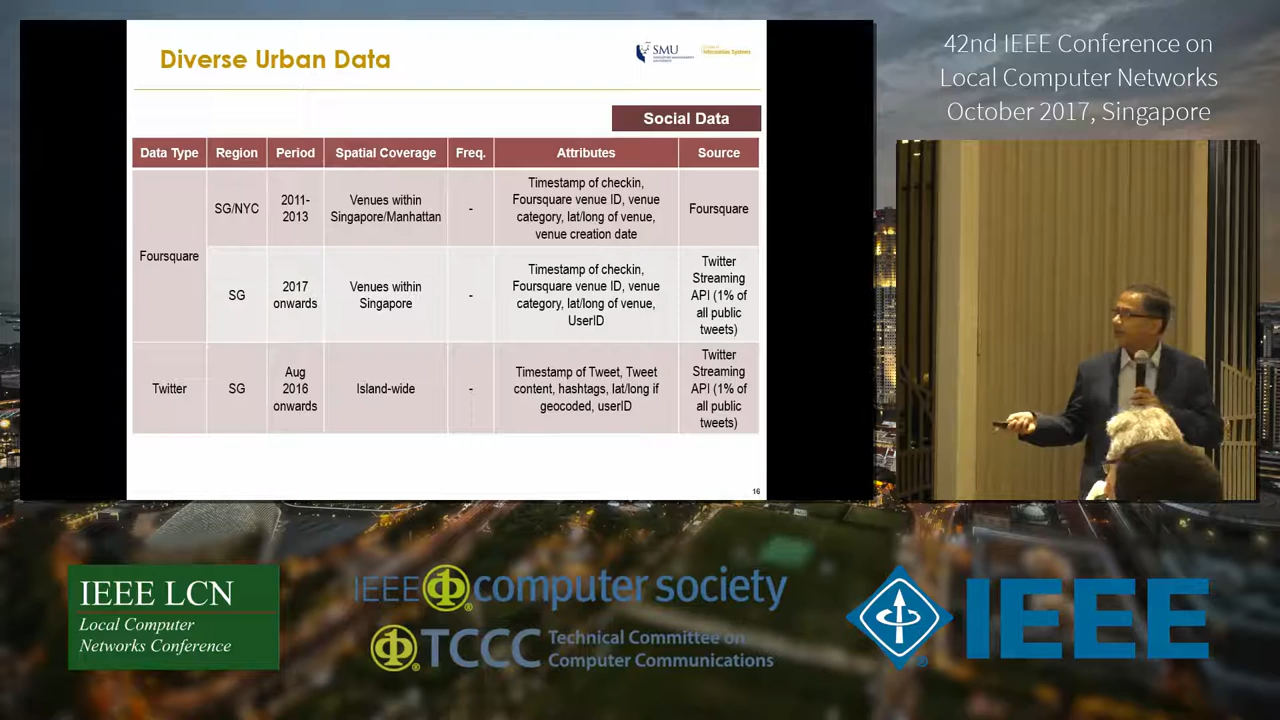 Diverse Urban Data
SMU
Information Systems
Social Data
Data Type Region Period Spatial Coverage Freq. Attributes Source
Foursquare
SG/NYC
2011-
2013
Venues within
Singapore/Manhattan
-
Timestamp of checkin,
Foursquare venue ID, venue
category, lat/long of venue,
venue creation date
Foursquare
SG
2017
onwards
Venues within
Singapore
-
Timestamp of checkin,
Foursquare venue ID, venue
category, lat/long of venue,
UserID
Twitter
Streaming
API (1% of
all public
tweets)
Twitter
SG
Aug
2016
onwards
Island-wide
-
Timestamp of Tweet, Tweet
content, hashtags, lat/long if
geocoded, userID
Twitter
Streaming
API (1% of
all public
tweets)
16
42nd IEEE Conference on
Local Computer Networks
October 2017, Singapore
IEEE LCN
Local Computer
Networks Conference
IEEE computer society
TCCC Technical Committee on
Computer Communications
IEEE